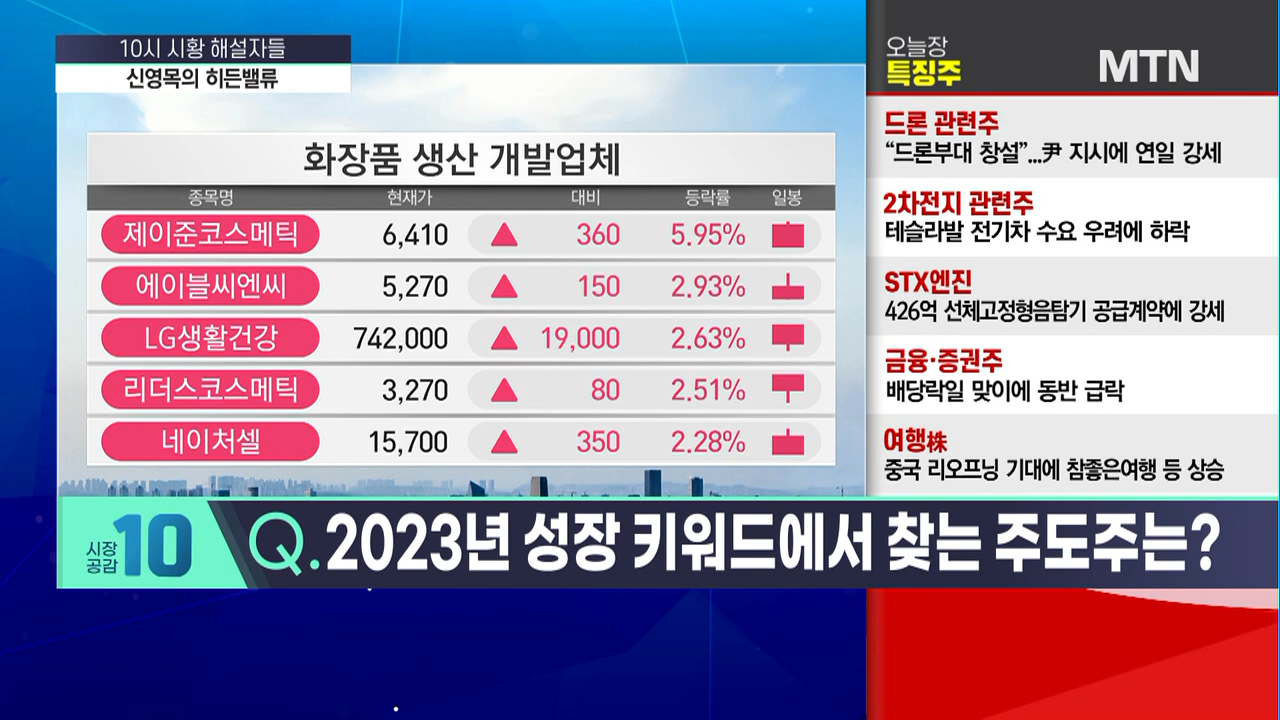 10시 시황 해설자들
신영목의 히든밸류
화장품 생산 개발업체
종목명 현재가 대비 등락률 일봉
제이준코스메틱 6,410 ▲ 360 5.95%
에이블씨엔씨 5,270 ▲ 150 2.93%
LG생활건강 742,000 ▲ 19,000 2.63%
리더스코스메틱 3,270 ▲ 80 2.51%
네이처셀 15,700 ▲ 350 2.28%
시장
공감
10
Q.2023년 성장 키워드에서 찾는 주도주는?
오늘장
특징주
MTN
드론 관련주
“드론부대 창설”...尹 지시에 연일 강세
2차전지 관련주
테슬라발 전기차 수요 우려에 하락
STX엔진
426억 선체고정형음탐기 공급계약에 강세
금융·증권주
배당락일 맞이에 동반 급락
여행株
중국 리오프닝 기대에 참좋은여행 등 상승